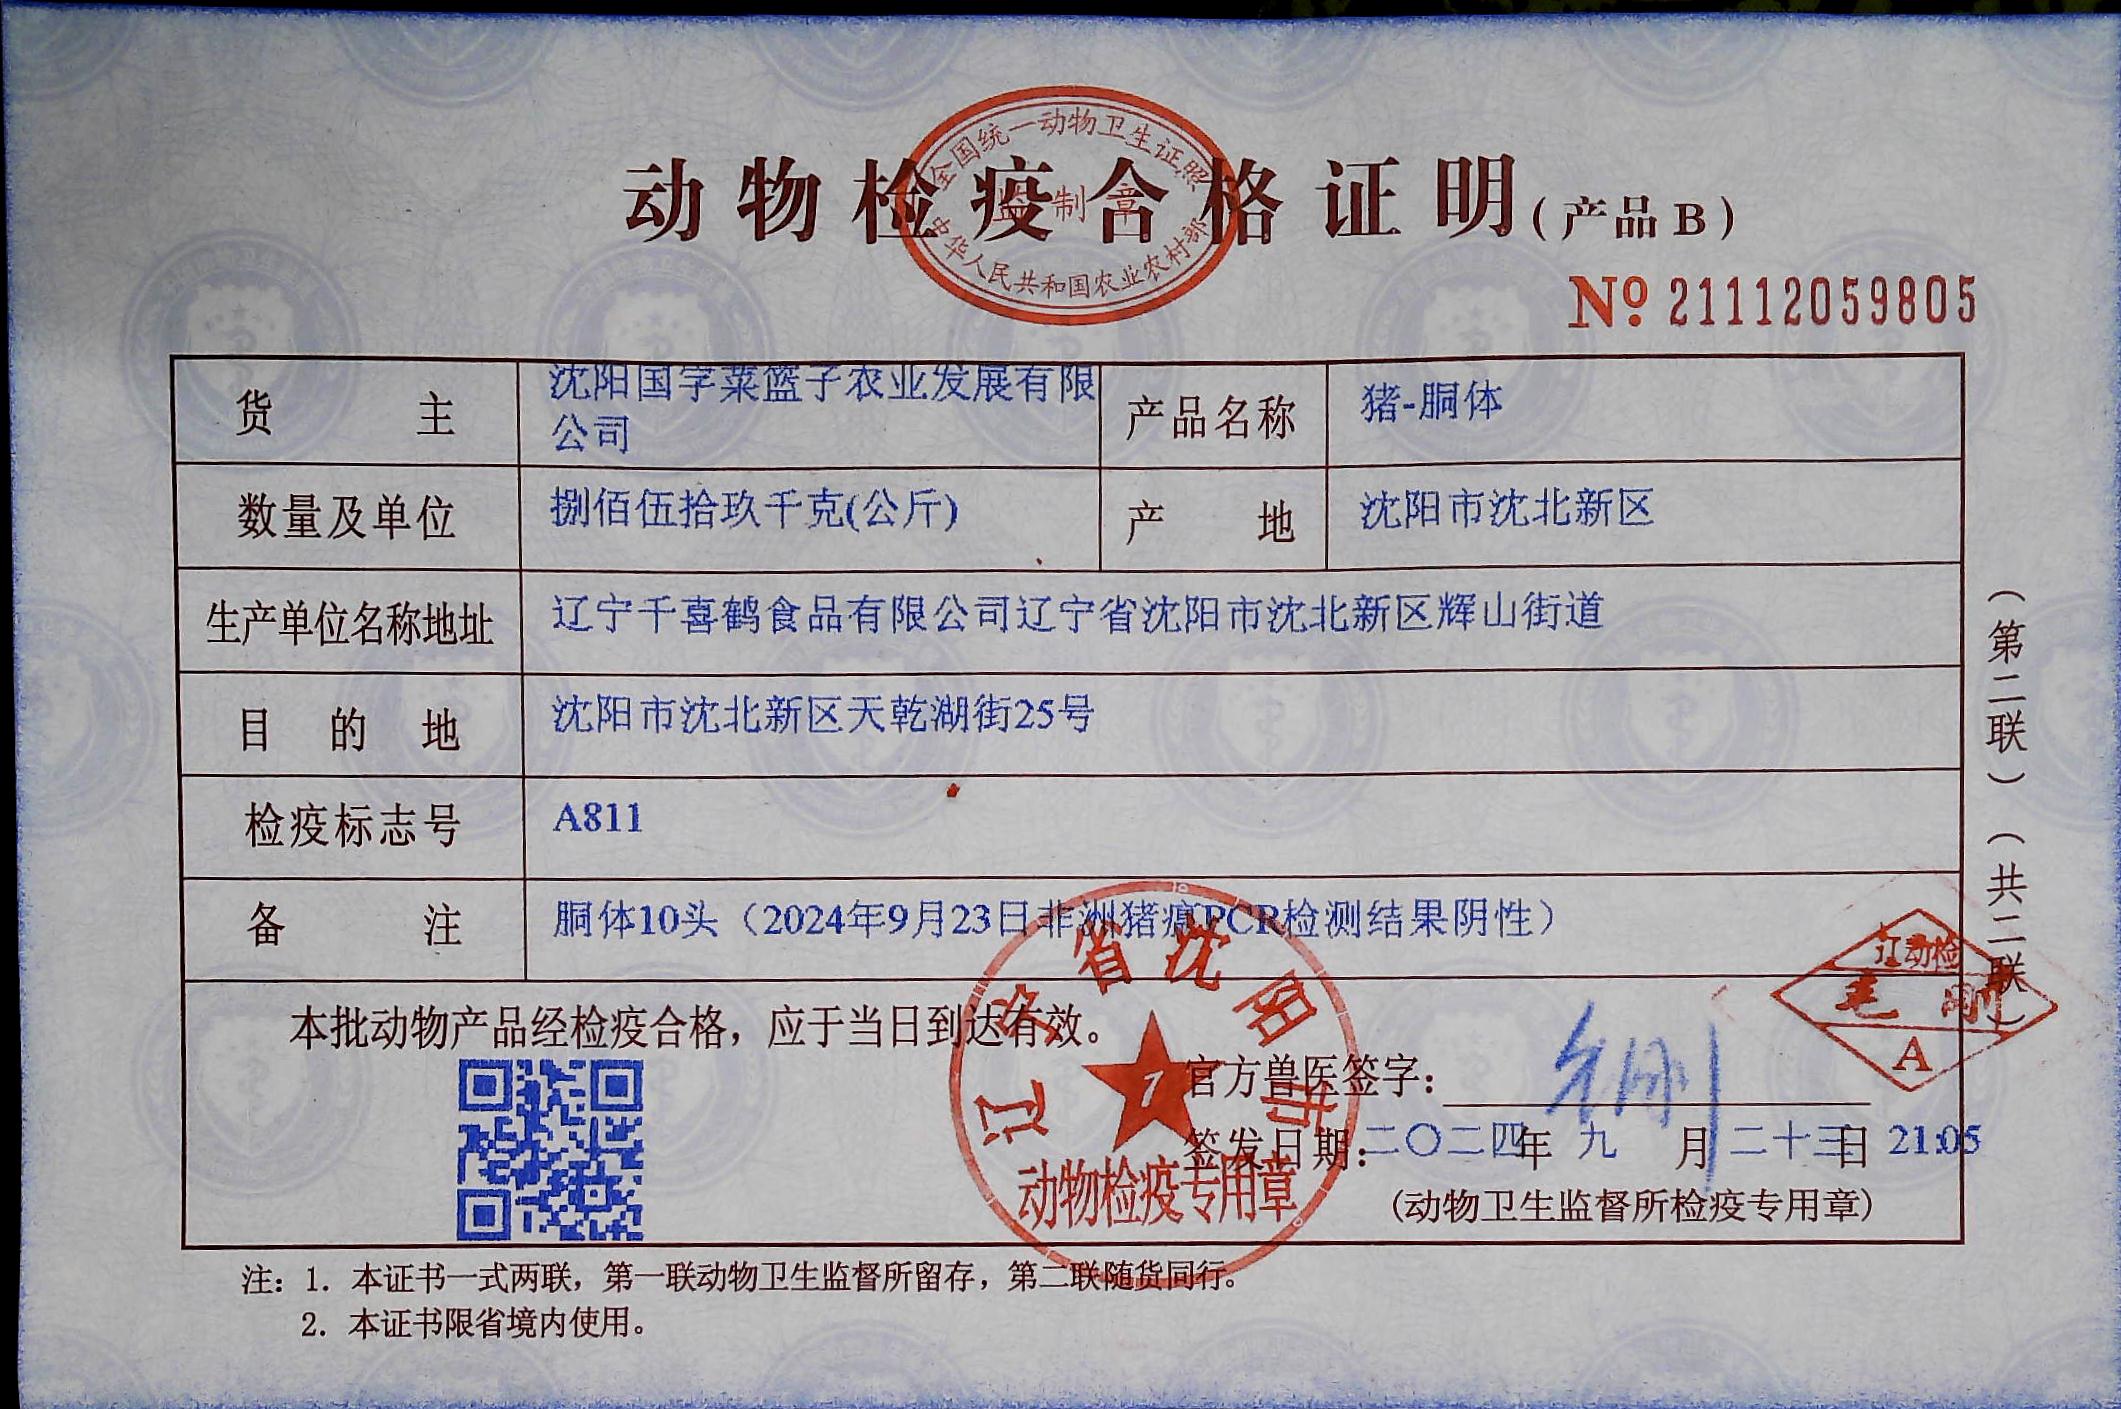 动物检疫合格证明(产品B)
全国统一动物卫生证照
监制章
中华人民共和国农业农村部
№ 21112059805
货 主 沈阳国字菜篮子农业发展有限公司 产品名称 猪-胴体
数量及单位 捌佰伍拾玖千克(公斤) 产 地 沈阳市沈北新区
生产单位名称地址 辽宁千喜鹤食品有限公司辽宁省沈阳市沈北新区辉山街道
目 的 地 沈阳市沈北新区天乾湖街25号
检疫标志号 A811
备 注 胴体10头（2024年9月23日非洲猪瘟PCR检测结果阴性）
本批动物产品经检疫合格，应于当日到达有效。
官方兽医签字：
签发日期：二〇二四年 九 月 二十三日 21:05
(动物卫生监督所检疫专用章)
辽宁省沈阳市
1
动物检疫专用章
辽动检
刚
A
（第二联）（共二联）
注：1. 本证书一式两联，第一联动物卫生监督所留存，第二联随货同行。
2. 本证书限省境内使用。